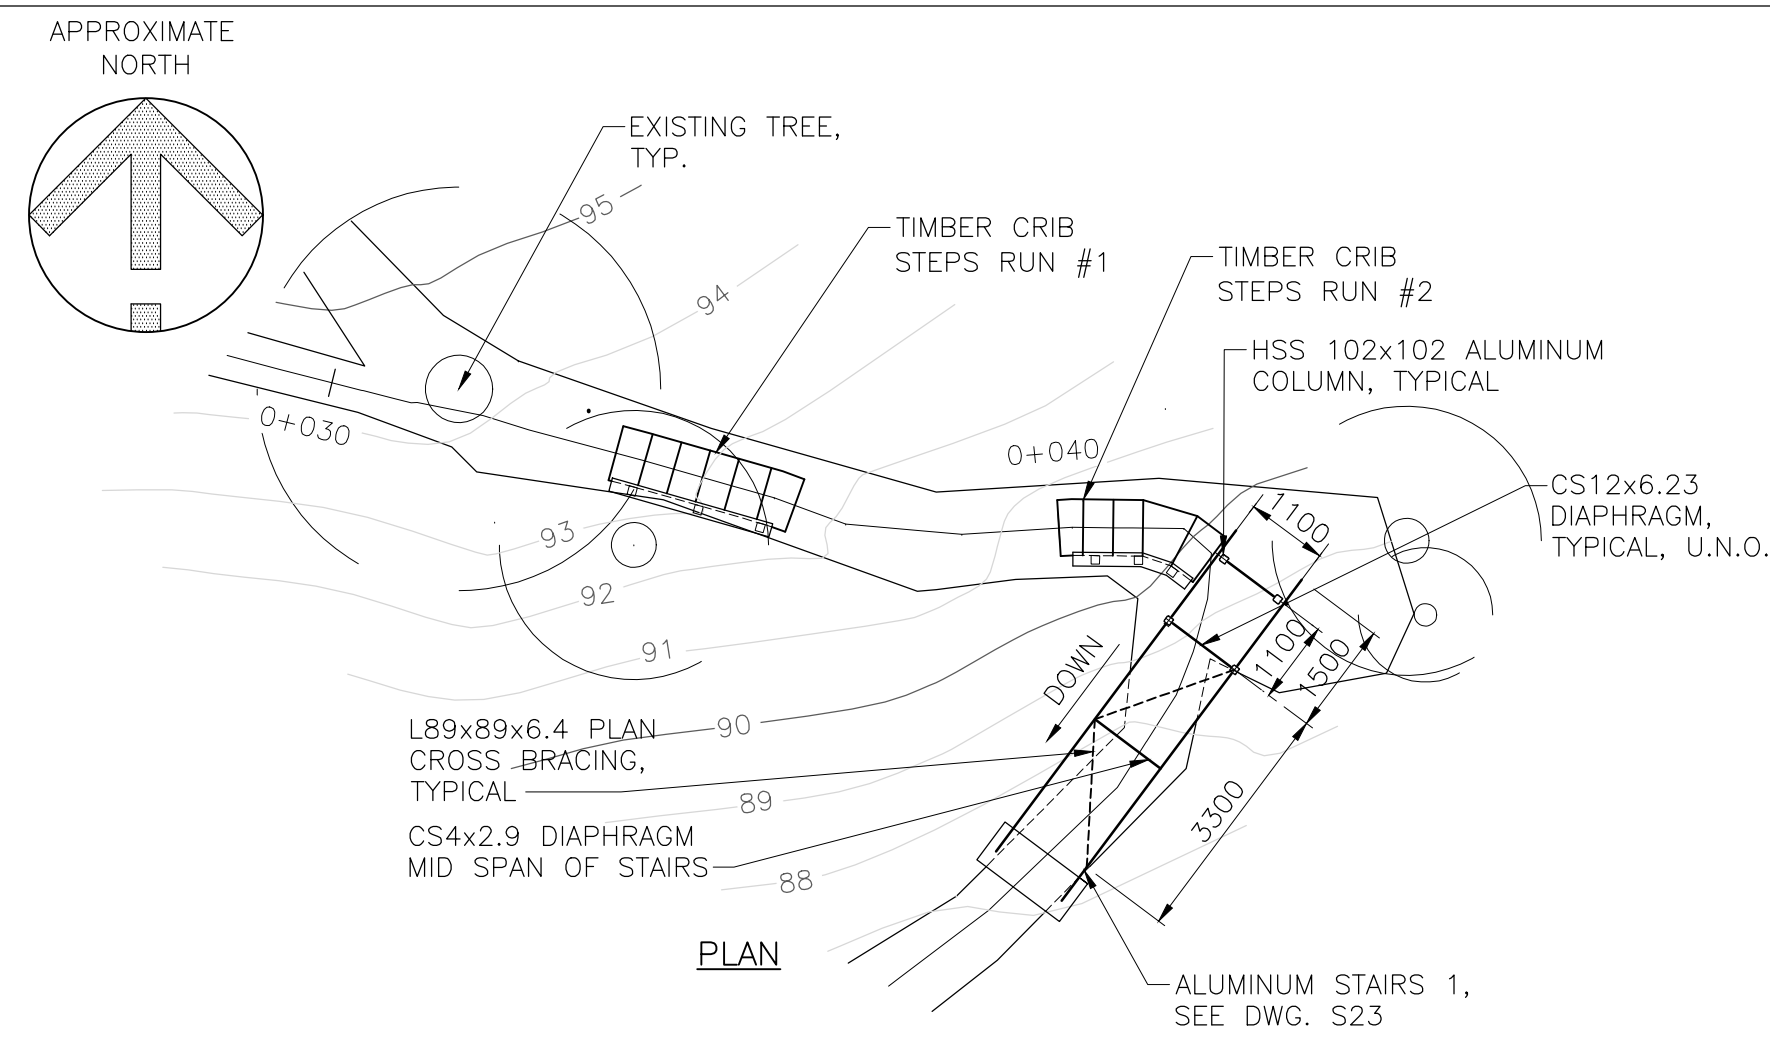 APPROXIMATE
NORTH
EXISTING TREE,
TYP.
95
94
TIMBER CRIB
STEPS RUN #1
TIMBER CRIB
STEPS RUN #2
HSS 102x102 ALUMINUM
COLUMN, TYPICAL
0+030
0+040
CS12x6.23
DIAPHRAGM,
TYPICAL, U.N.O.
1100
93
92
91
90
89
88
DOWN
1100
1500
3300
L89x89x6.4 PLAN
CROSS BRACING,
TYPICAL
CS4x2.9 DIAPHRAGM
MID SPAN OF STAIRS
PLAN
ALUMINUM STAIRS 1,
SEE DWG. S23